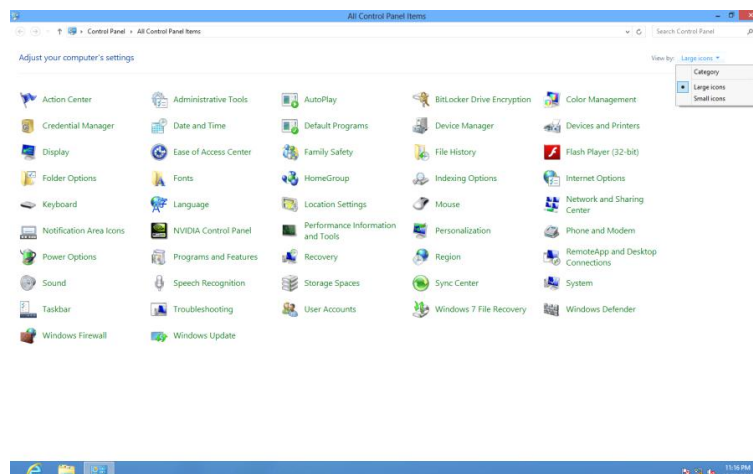 All Control Panel Items
Control Panel All Control Panel Items
Search Control Panel
Adjust your computer's settings
View by: Large icons
Category
Large icons
Small icons
Action Center
Administrative Tools
AutoPlay
BitLocker Drive Encryption
Color Management
Credential Manager
Date and Time
Default Programs
Device Manager
Devices and Printers
Display
Ease of Access Center
Family Safety
File History
Flash Player (32-bit)
Folder Options
Fonts
HomeGroup
Indexing Options
Internet Options
Keyboard
Language
Location Settings
Mouse
Network and Sharing
Center
Notification Area Icons
NVIDIA Control Panel
Performance Information
and Tools
Personalization
Phone and Modem
Power Options
Programs and Features
Recovery
Region
RemoteApp and Desktop
Connections
Sound
Speech Recognition
Storage Spaces
Sync Center
System
Taskbar
Troubleshooting
User Accounts
Windows 7 File Recovery
Windows Defender
Windows Firewall
Windows Update
11:16 PM